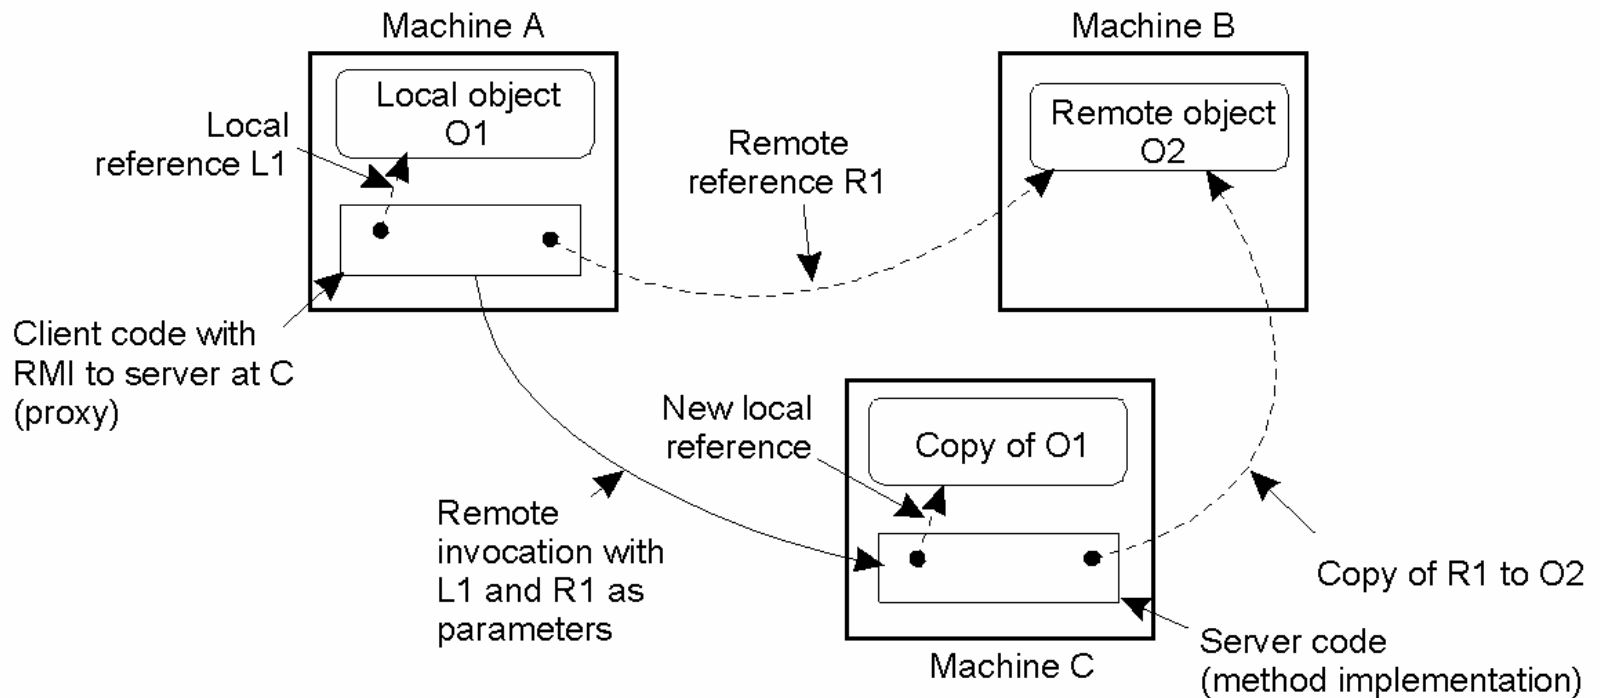 Machine A
Machine B
Local object
O1
Remote object
O2
Local
reference L1
Remote
reference R1
Client code with
RMI to server at C
(proxy)
New local
reference
Copy of O1
Remote
invocation with
L1 and R1 as
parameters
Copy of R1 to O2
Server code
(method implementation)
Machine C